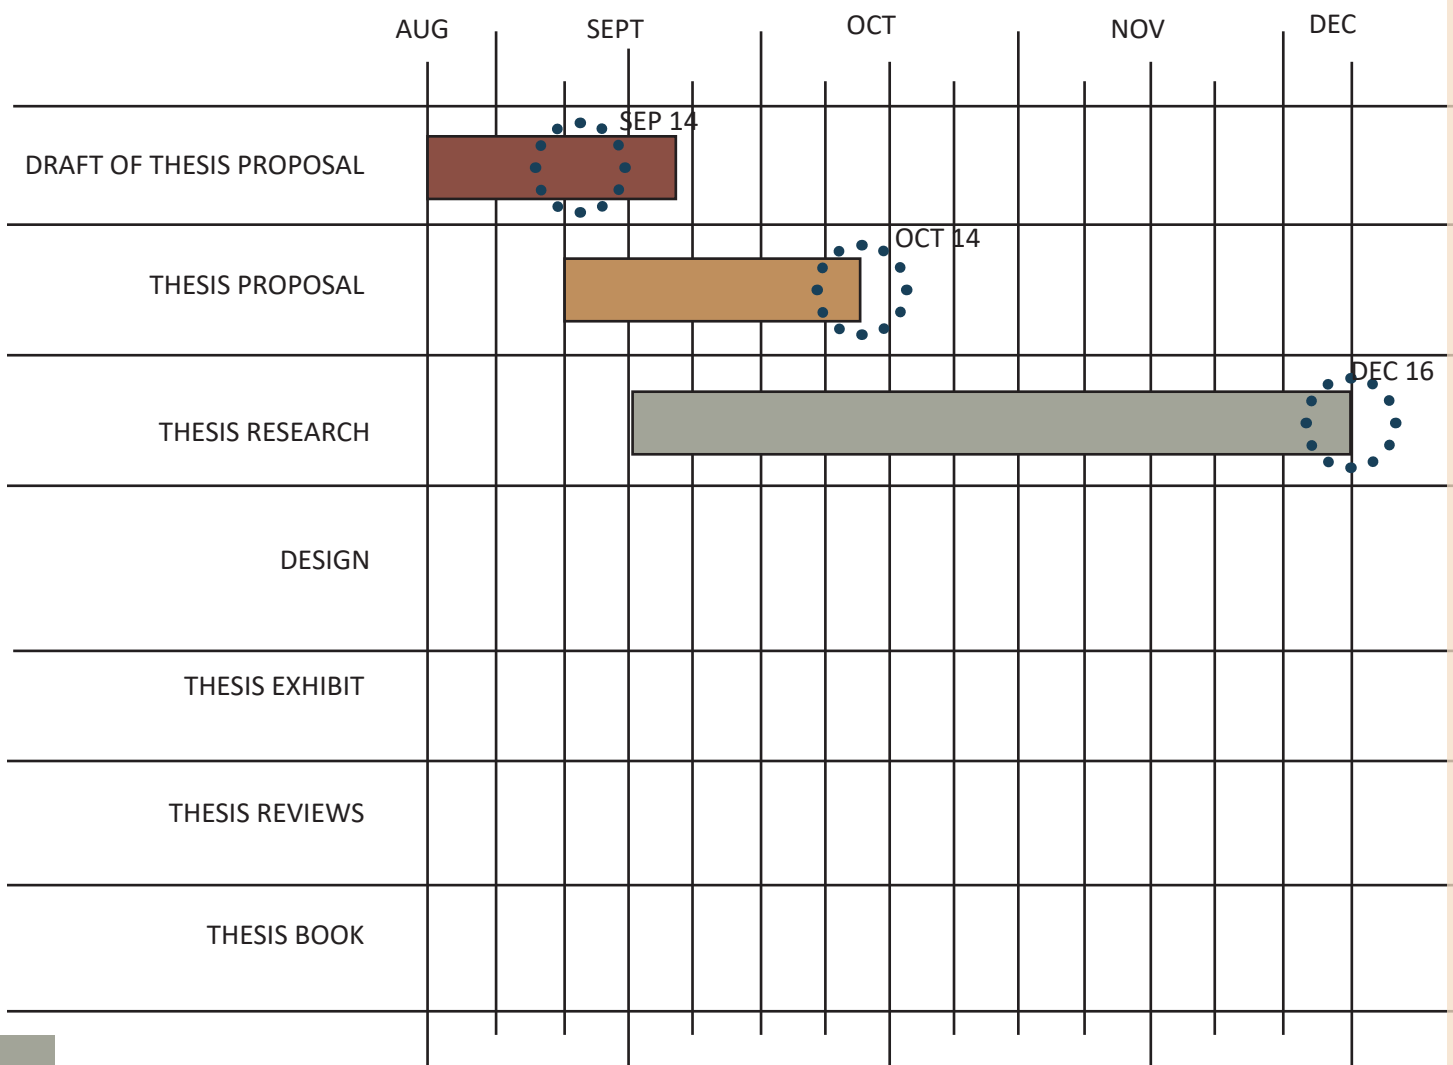 AUG
SEPT
OCT
NOV
DEC
SEP 14
DRAFT OF THESIS PROPOSAL
OCT 14
THESIS PROPOSAL
DEC 16
THESIS RESEARCH
DESIGN
THESIS EXHIBIT
THESIS REVIEWS
THESIS BOOK